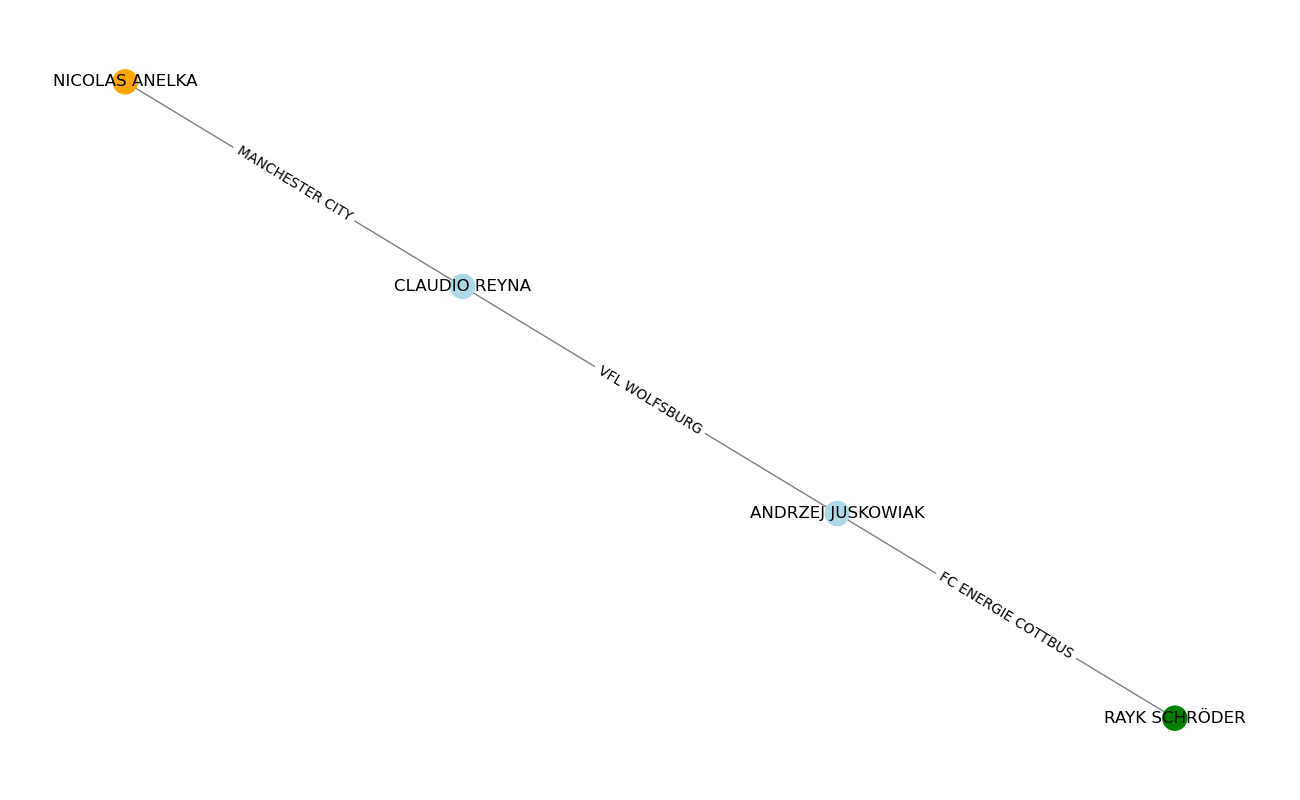 NICOLAS ANELKA
MANCHESTER CITY
CLAUDIO REYNA
VFL WOLFSBURG
ANDRZEJ JUSKOWIAK
FC ENERGIE COTTBUS
RAYK SCHRÖDER